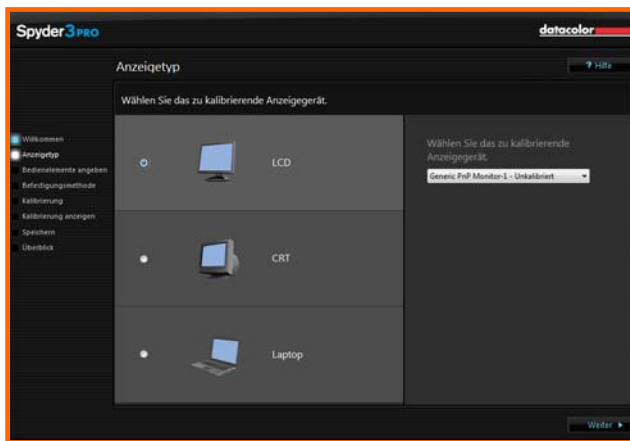 Spyder3PRO
datacolor
Anzeigetyp
? Hilfe
Wählen Sie das zu kalibrierende Anzeigegerät.
Willkommen
Anzeigetyp
Bedienelemente angeben
Befestigungsmethode
Kalibrierung
Kalibrierung anzeigen
Speichern
Überblick
LCD
CRT
Laptop
Wählen Sie das zu kalibrierende
Anzeigegerät.
Generic PnP Monitor-1 - Unkalibriert
Weiter